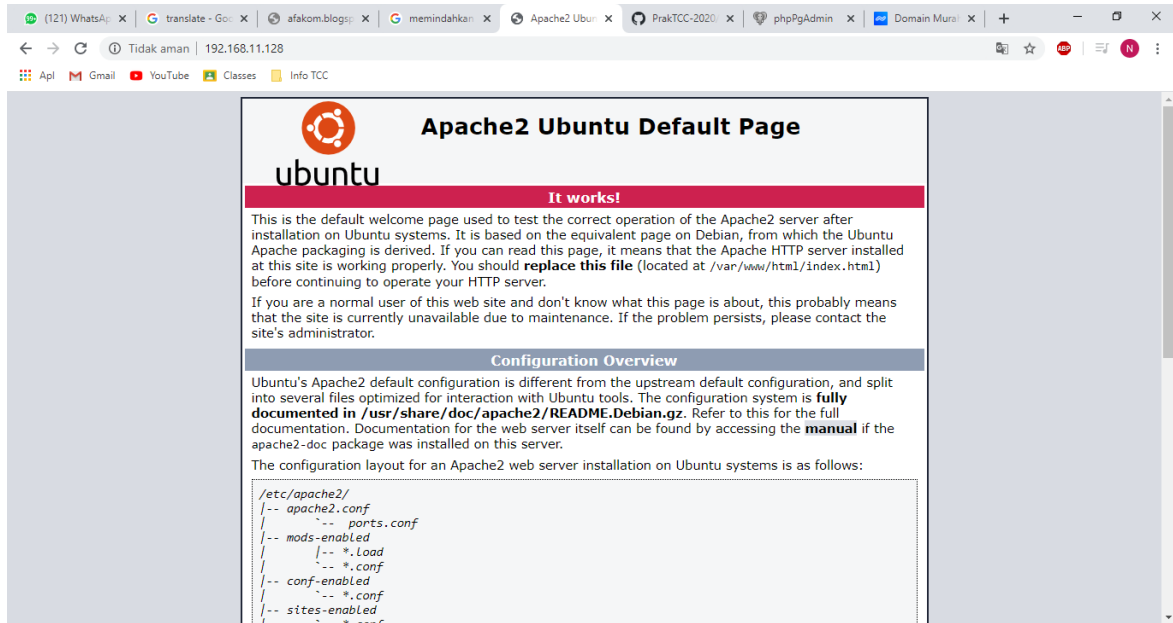 (121) WhatsAp
translate - Goo
afakom.blogsp
memindahkan
Apache2 Ubun
PrakTCC-2020/
phpPgAdmin
Domain Murah
Tidak aman | 192.168.11.128
ABP
N
Apl
Gmail
YouTube
Classes
Info TCC
ubuntu
Apache2 Ubuntu Default Page
It works!
This is the default welcome page used to test the correct operation of the Apache2 server after
installation on Ubuntu systems. It is based on the equivalent page on Debian, from which the Ubuntu
Apache packaging is derived. If you can read this page, it means that the Apache HTTP server installed
at this site is working properly. You should replace this file (located at /var/www/html/index.html)
before continuing to operate your HTTP server.
If you are a normal user of this web site and don't know what this page is about, this probably means
that the site is currently unavailable due to maintenance. If the problem persists, please contact the
site's administrator.
Configuration Overview
Ubuntu's Apache2 default configuration is different from the upstream default configuration, and split
into several files optimized for interaction with Ubuntu tools. The configuration system is fully
documented in /usr/share/doc/apache2/README.Debian.gz. Refer to this for the full
documentation. Documentation for the web server itself can be found by accessing the manual if the
apache2-doc package was installed on this server.
The configuration layout for an Apache2 web server installation on Ubuntu systems is as follows:
/etc/apache2/
|-- apache2.conf
|       `--  ports.conf
|-- mods-enabled
|       |-- *.load
|       `-- *.conf
|-- conf-enabled
|       `-- *.conf
|-- sites-enabled
|       `-- *.conf